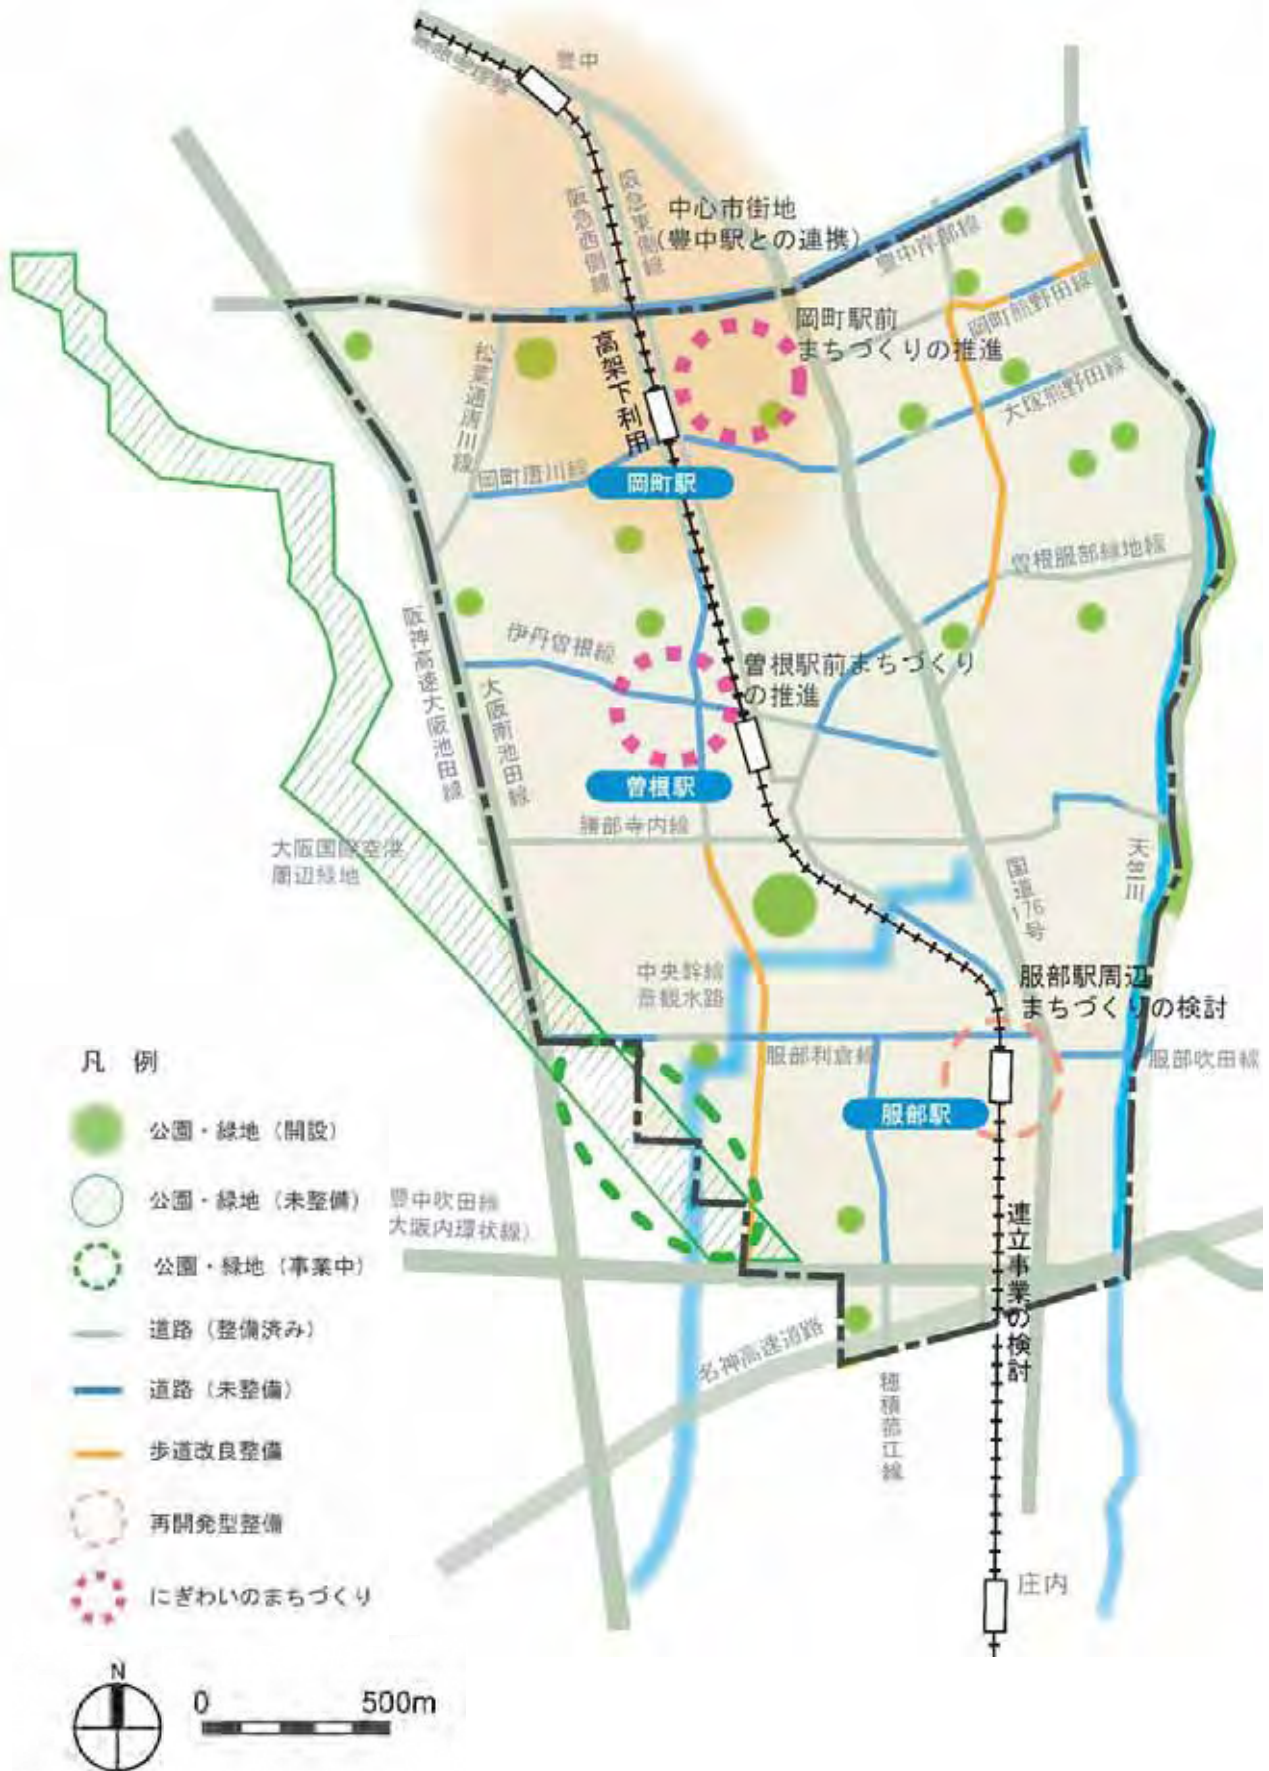 豊中
阪急宝塚線
阪急西側線
阪急東側線
中心市街地
(豊中駅との連携)
豊中岸部線
岡町熊野田線
岡町駅前
まちづくりの推進
高架下利用
松葉通唐川線
大塚熊野田線
岡町唐川線
岡町駅
曽根服部緑地線
伊丹曽根線
曽根駅前まちづくり
の推進
阪神高速大阪池田線
大阪南池田線
曽根駅
勝部寺内線
大阪国際空港
周辺緑地
国道176号
天竺川
中央幹線
景観水路
服部駅周辺
まちづくりの検討
服部利倉線
服部吹田線
服部駅
豊中吹田線
大阪内環状線)
連立事業の検討
名神高速道路
穂積菰江線
庄内
凡 例
公園・緑地(開設)
公園・緑地(未整備)
公園・緑地(事業中)
道路(整備済み)
道路(未整備)
歩道改良整備
再開発型整備
にぎわいのまちづくり
N
0 500m